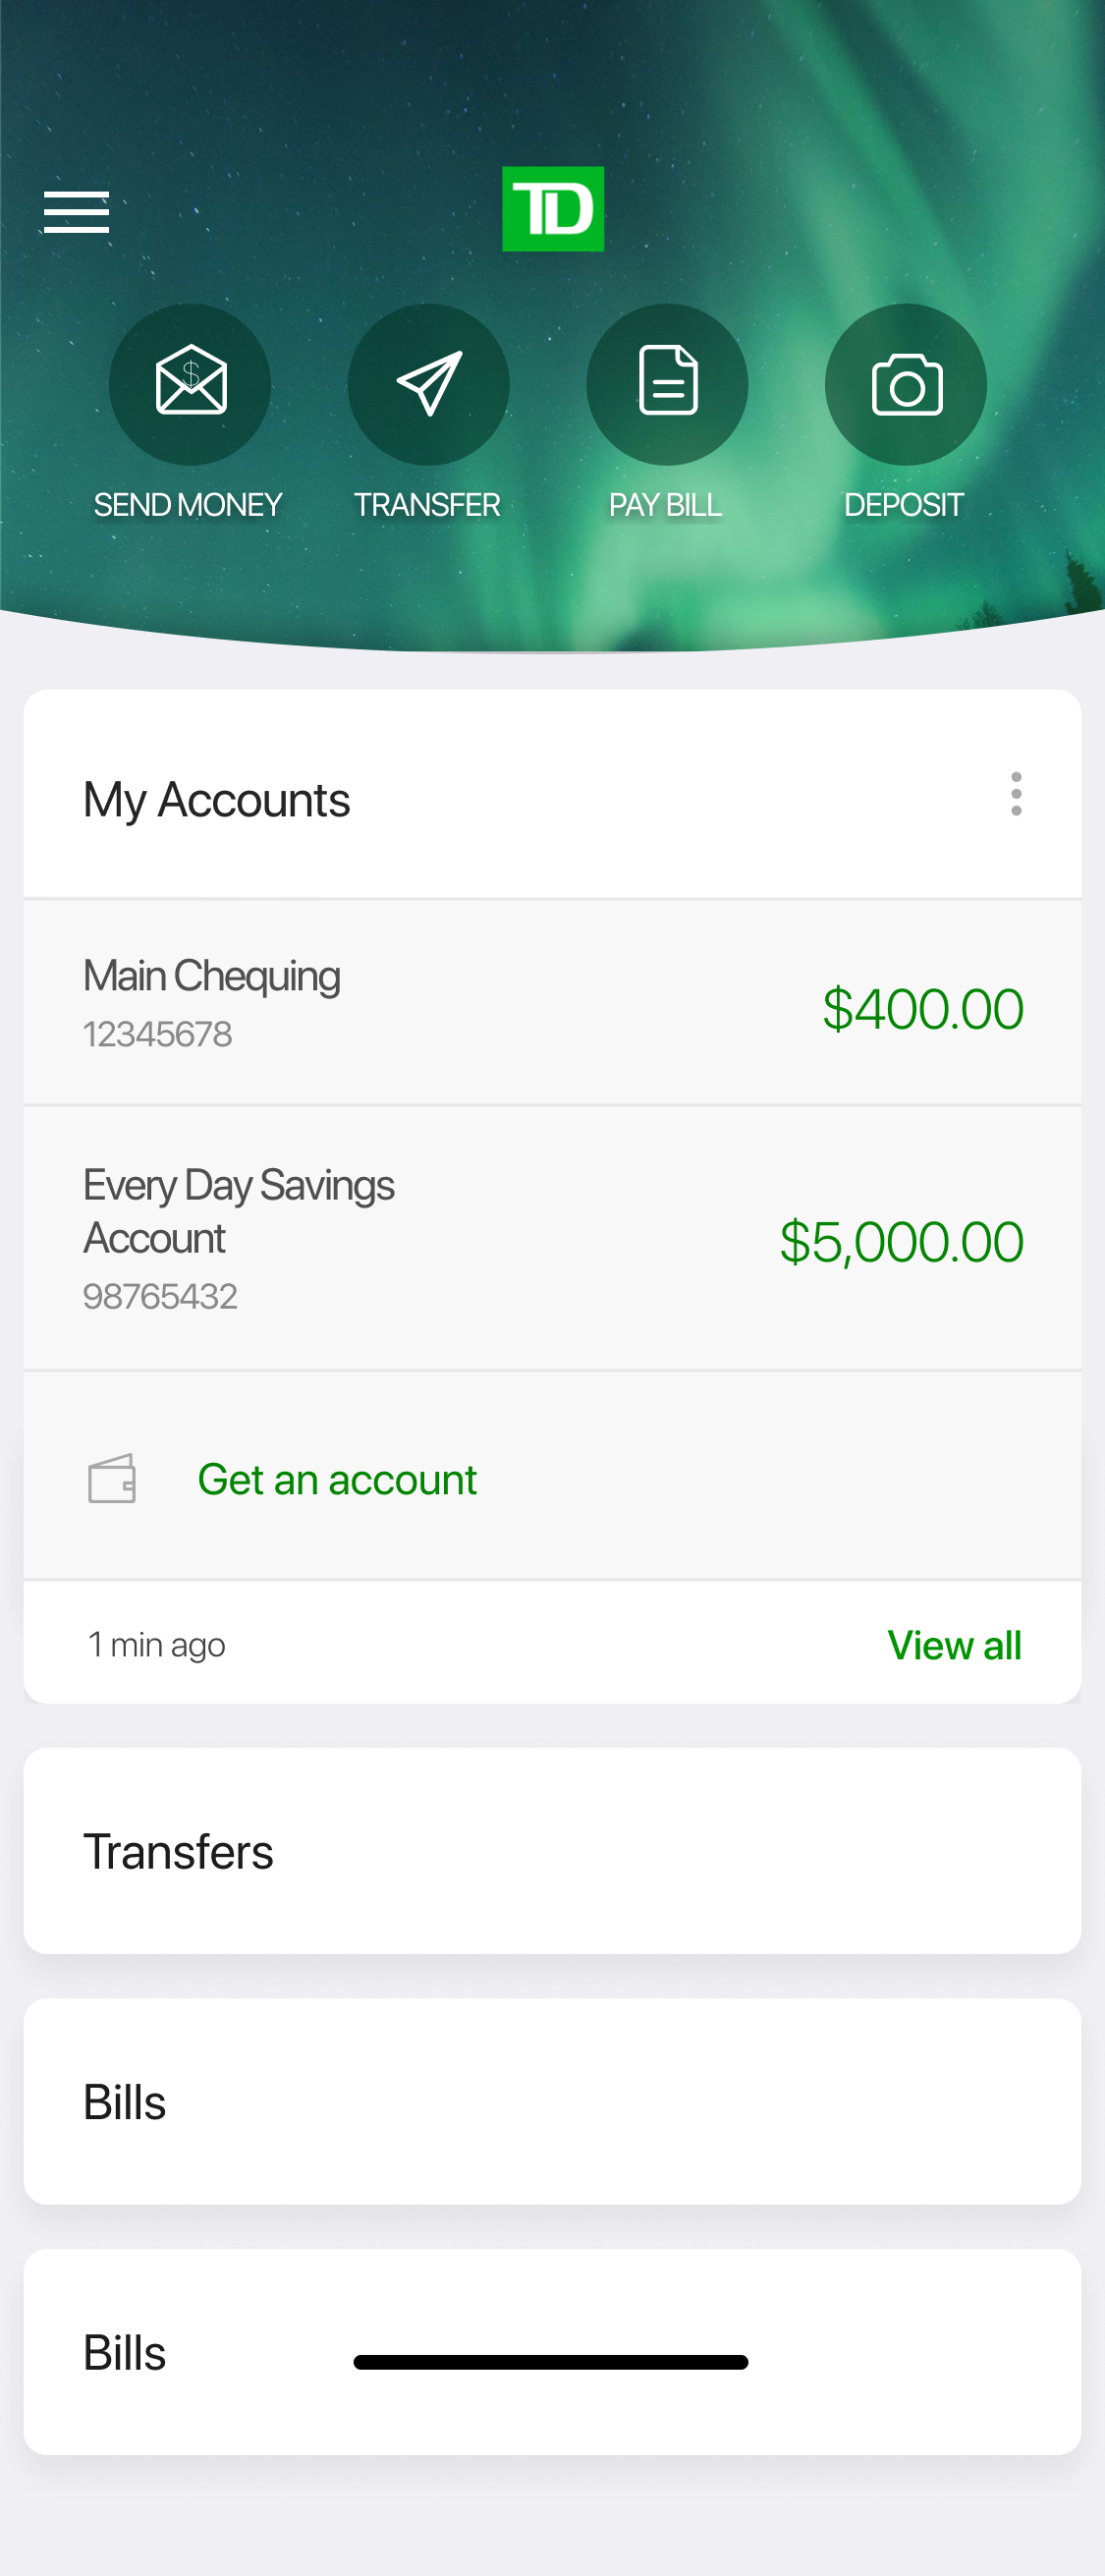 TD
SEND MONEY
TRANSFER
PAY BILL
DEPOSIT
My Accounts
Main Chequing
12345678
$400.00
Every Day Savings
Account
98765432
$5,000.00
Get an account
1 min ago
View all
Transfers
Bills
Bills